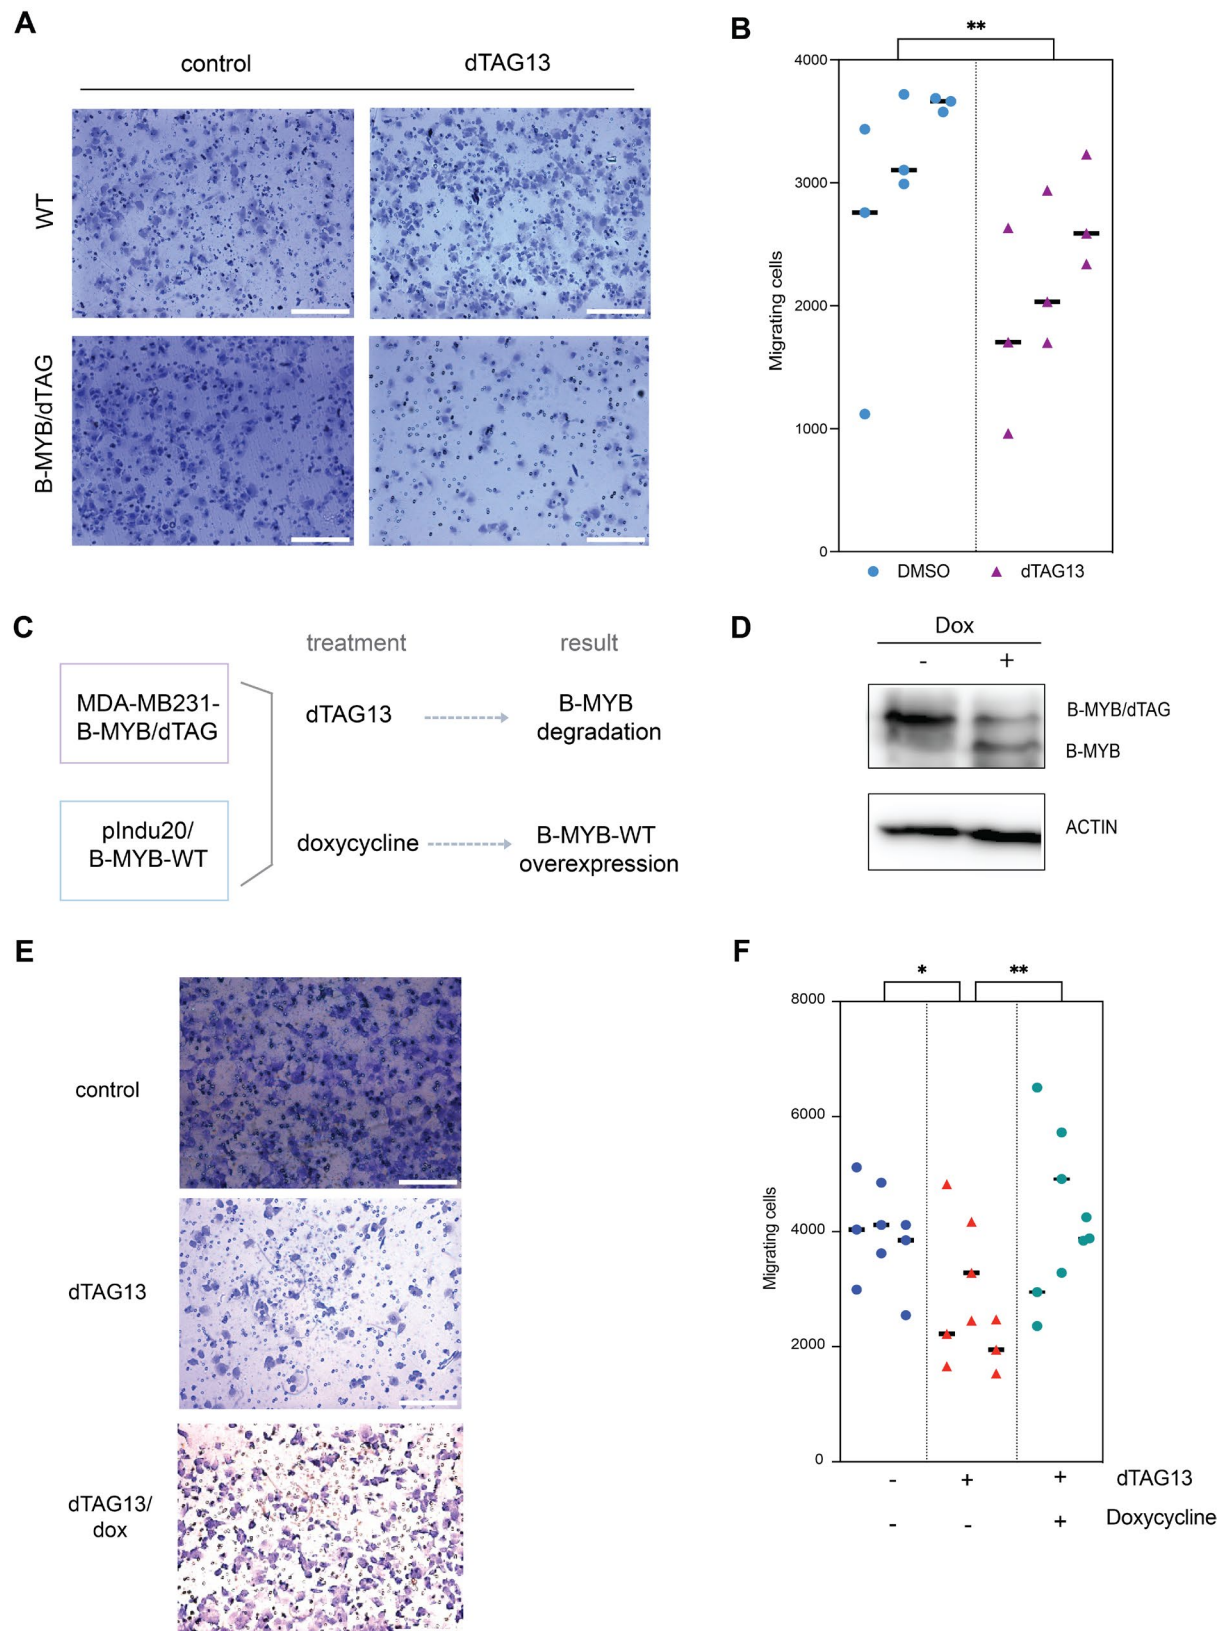 A
control
dTAG13
WT
B-MYB/dTAG
B
**
4000
3000
2000
1000
0
Migrating cells
DMSO
dTAG13
C
treatment
result
MDA-MB231-
B-MYB/dTAG
dTAG13
B-MYB
degradation
pIndu20/
B-MYB-WT
doxycycline
B-MYB-WT
overexpression
D
Dox
- +
B-MYB/dTAG
B-MYB
ACTIN
E
control
dTAG13
dTAG13/
dox
F
* **
8000
6000
4000
2000
0
Migrating cells
- + + dTAG13
- - + Doxycycline